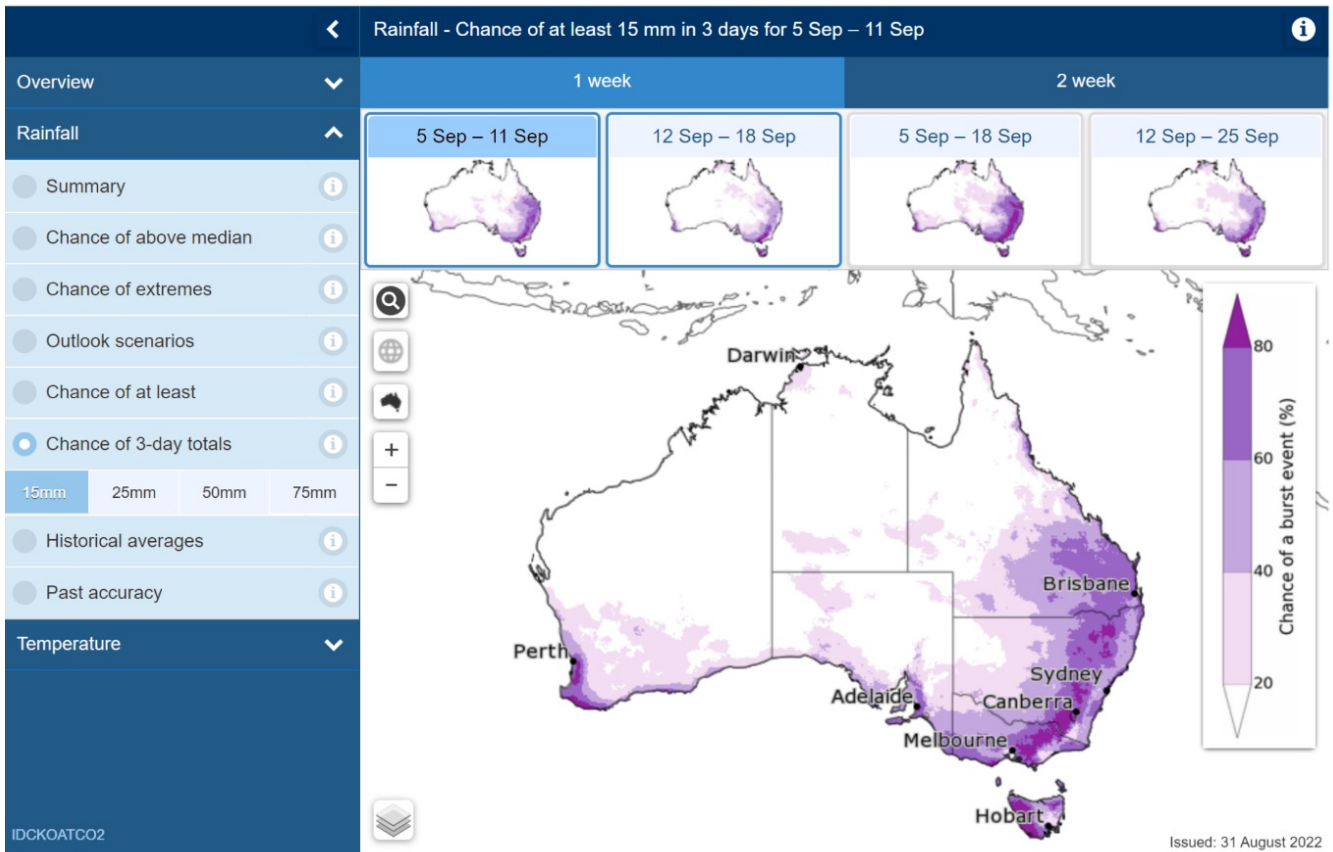 Rainfall - Chance of at least 15 mm in 3 days for 5 Sep – 11 Sep
Overview
Rainfall
Summary
Chance of above median
Chance of extremes
Outlook scenarios
Chance of at least
Chance of 3-day totals
15mm 25mm 50mm 75mm
Historical averages
Past accuracy
Temperature
IDCKOATCO2
1 week 2 week
5 Sep – 11 Sep 12 Sep – 18 Sep 5 Sep – 18 Sep 12 Sep – 25 Sep
Darwin
Brisbane
Perth
Sydney
Adelaide
Canberra
Melbourne
Hobart
80
60
40
20
Chance of a burst event (%)
Issued: 31 August 2022